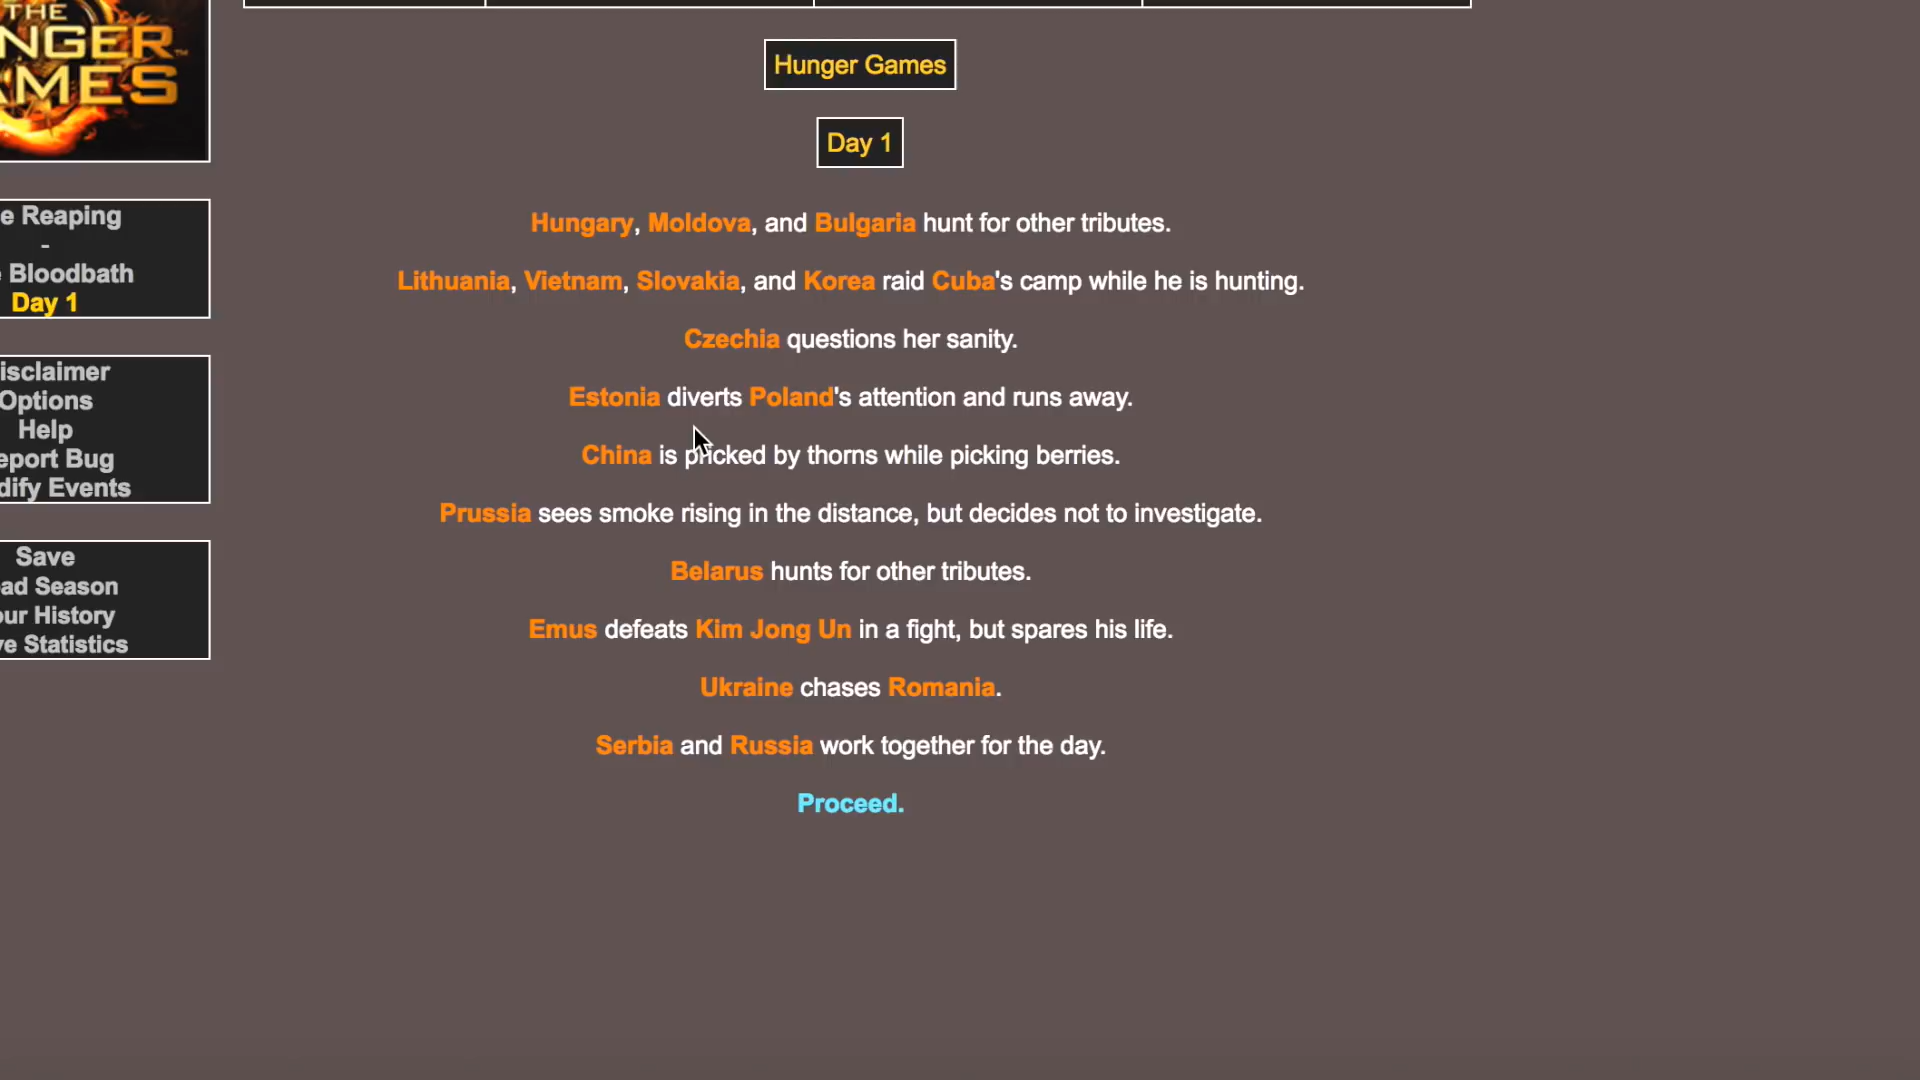 THE
NGER
AMES
e Reaping
-
Bloodbath
Day 1
isclaimer
Options
Help
eport Bug
dify Events
Save
ad Season
our History
ve Statistics
Hunger Games
Day 1
Hungary, Moldova, and Bulgaria hunt for other tributes.
Lithuania, Vietnam, Slovakia, and Korea raid Cuba's camp while he is hunting.
Czechia questions her sanity.
Estonia diverts Poland's attention and runs away.
China is pricked by thorns while picking berries.
Prussia sees smoke rising in the distance, but decides not to investigate.
Belarus hunts for other tributes.
Emus defeats Kim Jong Un in a fight, but spares his life.
Ukraine chases Romania.
Serbia and Russia work together for the day.
Proceed.